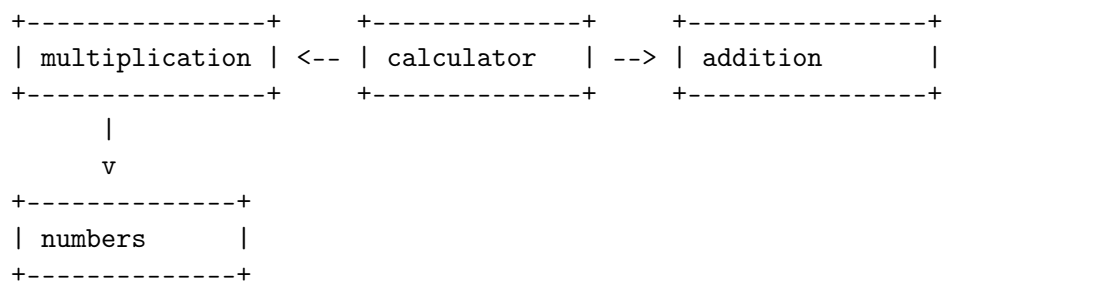 +----------------+     +--------------+     +----------------+
| multiplication | <-- | calculator   | --> | addition       |
+----------------+     +--------------+     +----------------+
      |
      v
+--------------+
| numbers      |
+--------------+